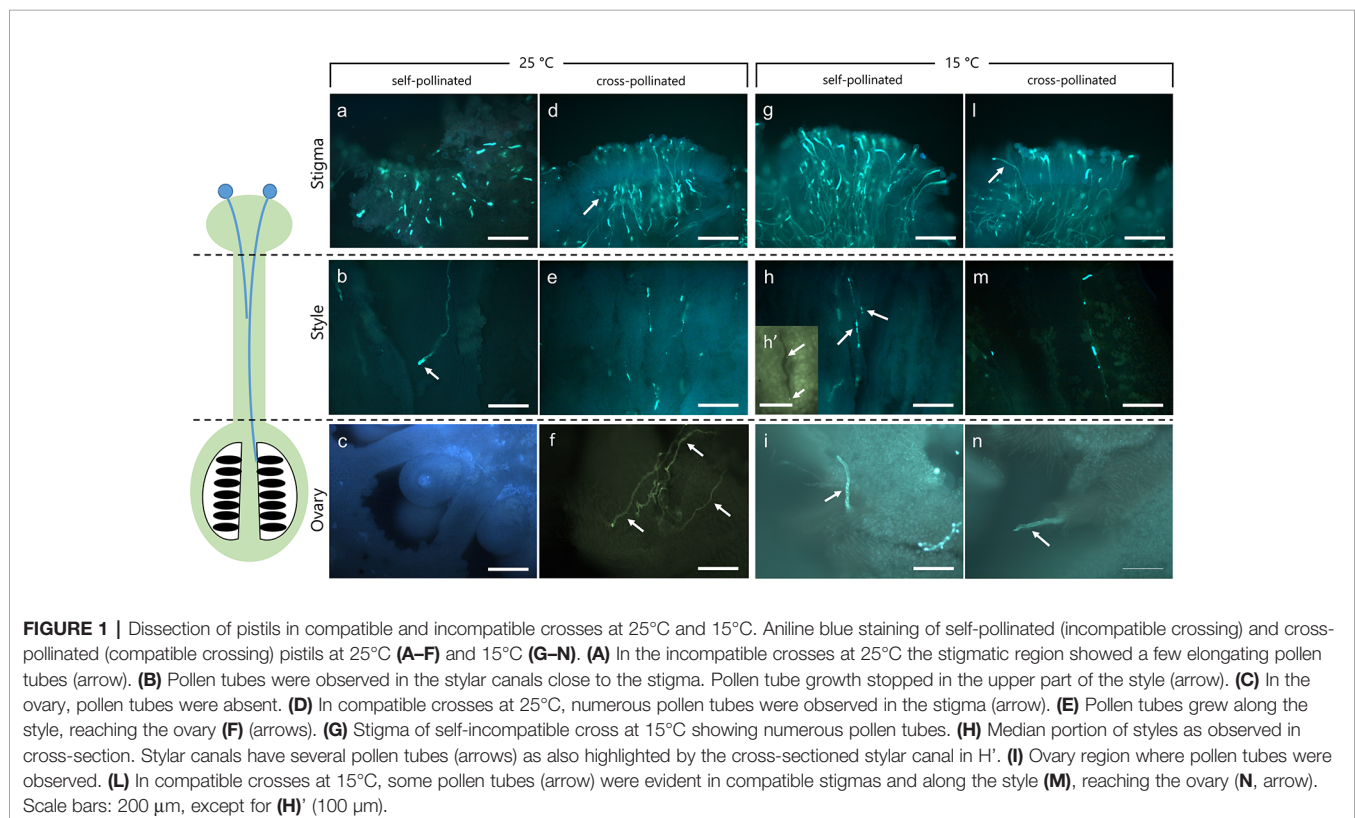 25 °C
15 °C
self-pollinated
cross-pollinated
self-pollinated
cross-pollinated
Stigma
a
d
g
l
Style
b
e
h
h'
m
Ovary
c
f
i
n
FIGURE 1 | Dissection of pistils in compatible and incompatible crosses at 25°C and 15°C. Aniline blue staining of self-pollinated (incompatible crossing) and cross-
pollinated (compatible crossing) pistils at 25°C (A–F) and 15°C (G–N). (A) In the incompatible crosses at 25°C the stigmatic region showed a few elongating pollen
tubes (arrow). (B) Pollen tubes were observed in the stylar canals close to the stigma. Pollen tube growth stopped in the upper part of the style (arrow). (C) In the
ovary, pollen tubes were absent. (D) In compatible crosses at 25°C, numerous pollen tubes were observed in the stigma (arrow). (E) Pollen tubes grew along the
style, reaching the ovary (F) (arrows). (G) Stigma of self-incompatible cross at 15°C showing numerous pollen tubes. (H) Median portion of styles as observed in
cross-section. Stylar canals have several pollen tubes (arrows) as also highlighted by the cross-sectioned stylar canal in H'. (I) Ovary region where pollen tubes were
observed. (L) In compatible crosses at 15°C, some pollen tubes (arrow) were evident in compatible stigmas and along the style (M), reaching the ovary (N, arrow).
Scale bars: 200 μm, except for (H)' (100 μm).